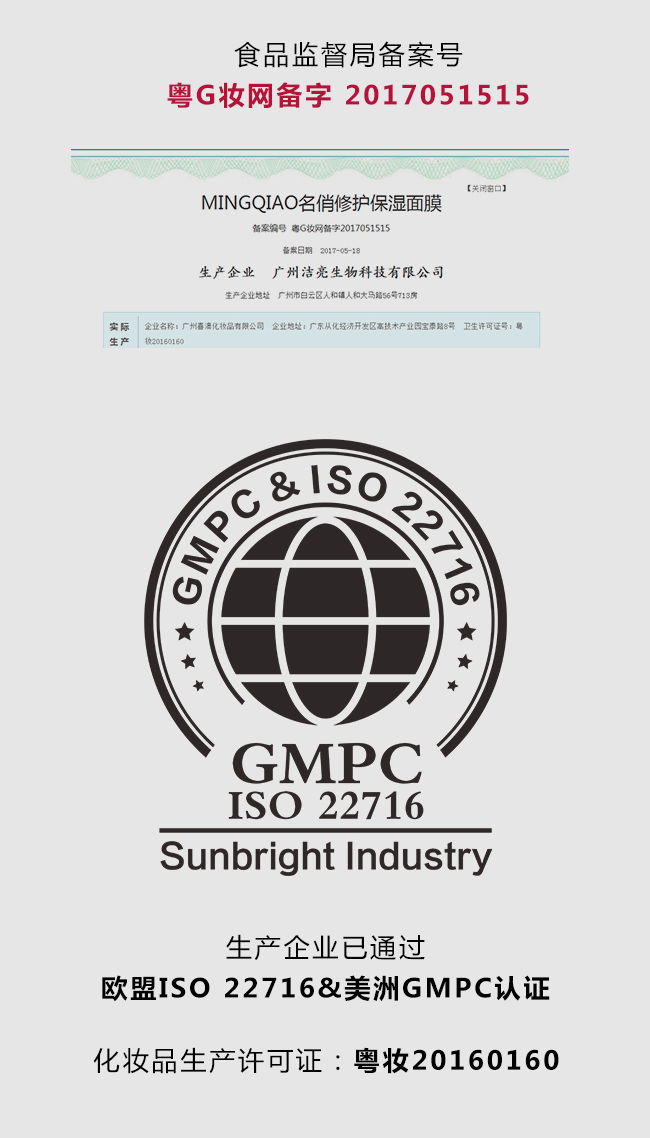 食品监督局备案号
粤G妆网备字 2017051515
【关闭窗口】
MINGQIAO名俏修护保湿面膜
备案编号 粤G妆网备字2017051515
备案日期 2017-05-18
生产企业 广州洁亮生物科技有限公司
生产企业地址 广州市白云区人和镇人和大马路56号713房
实际
生产
企业名称：广州喜澳化妆品有限公司 企业地址：广东从化经济开发区高技术产业园宝泰路8号 卫生许可证号：粤
妆20160160
GMPC & ISO 22716
GMPC
ISO 22716
Sunbright Industry
生产企业已通过
欧盟ISO 22716&美洲GMPC认证
化妆品生产许可证：粤妆20160160